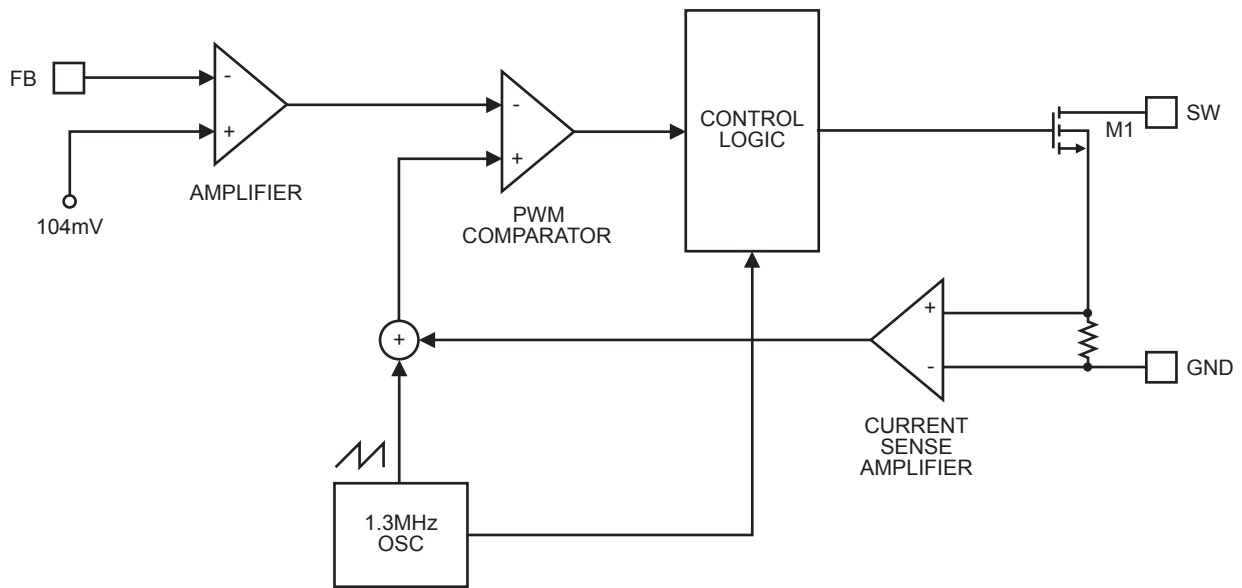 FB
-
+
104mV
AMPLIFIER
-
+
PWM
COMPARATOR
CONTROL
LOGIC
M1
SW
+
-
GND
CURRENT
SENSE
AMPLIFIER
+
1.3MHz
OSC